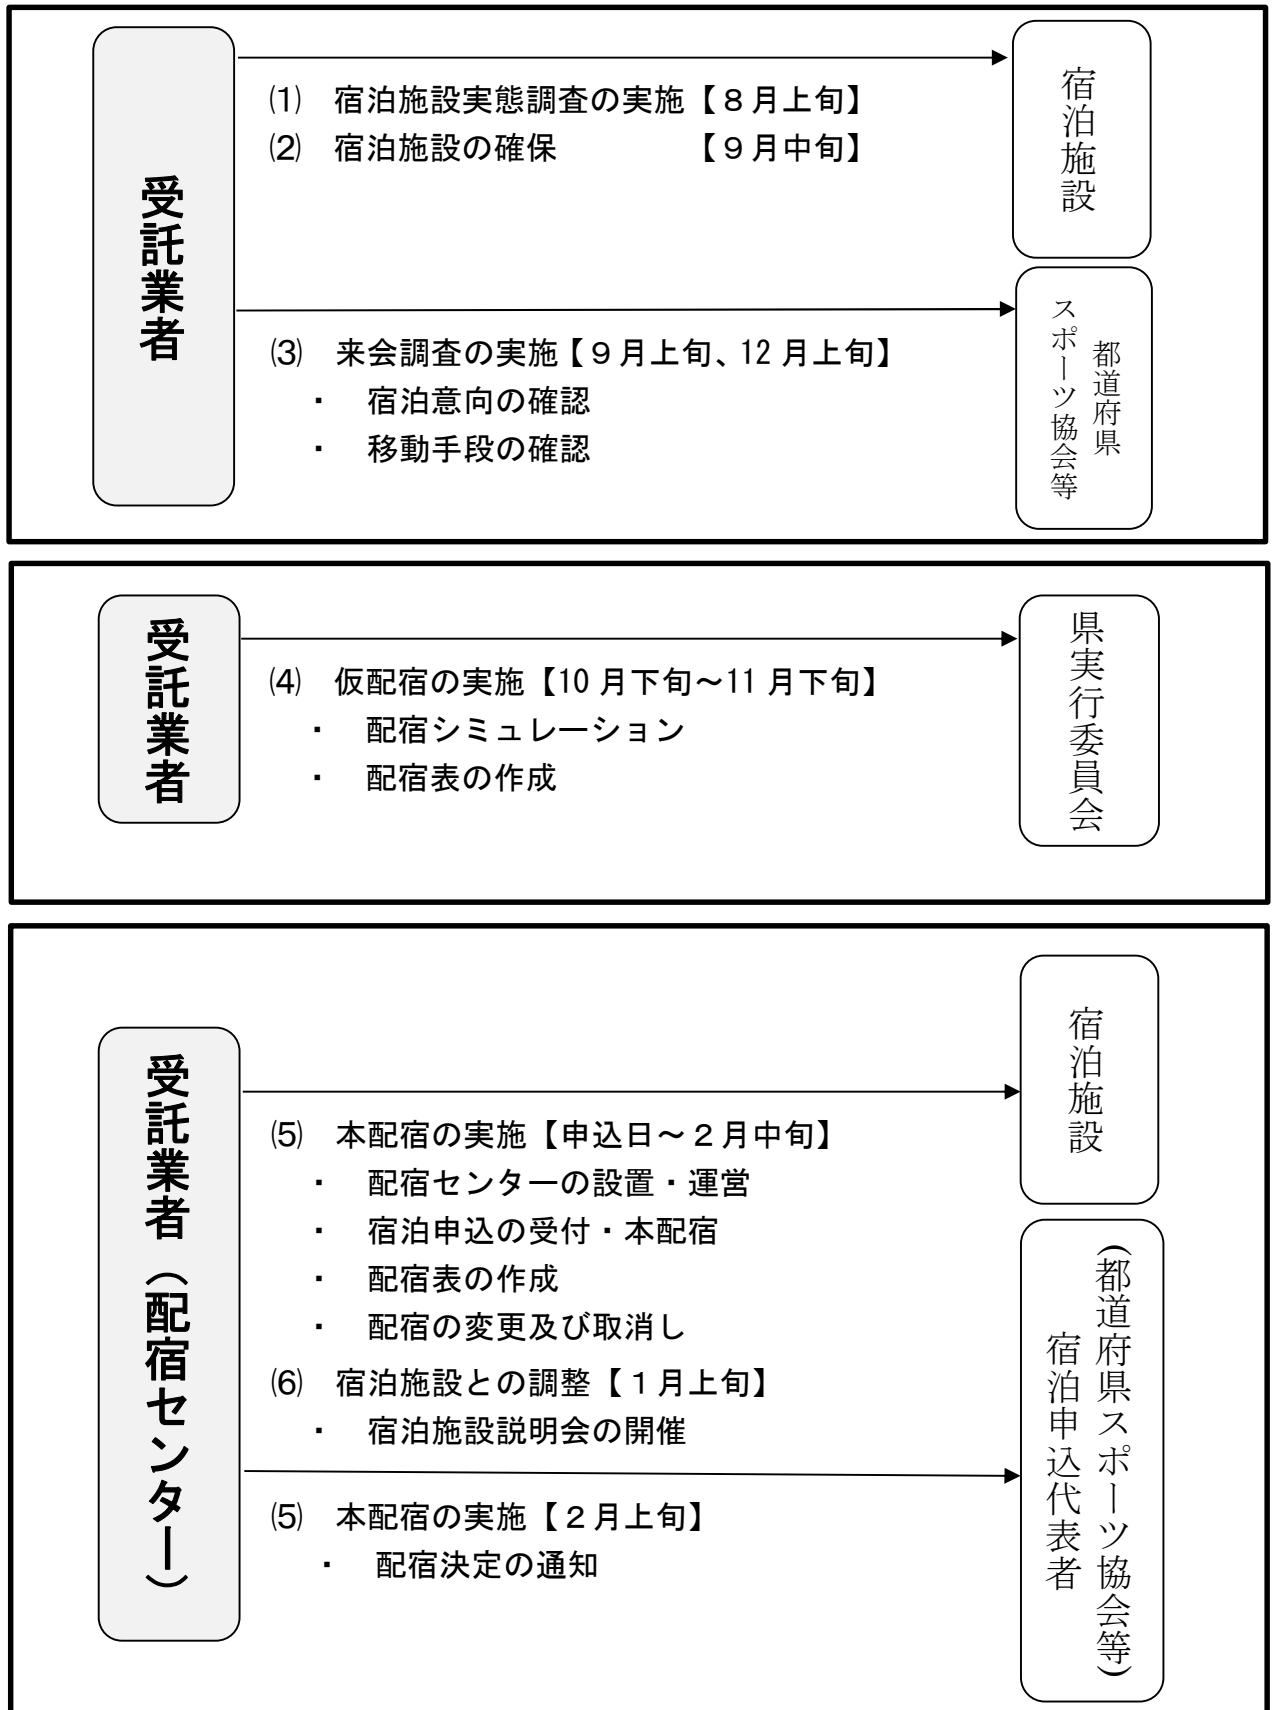 受託業者
⑴　宿泊施設実態調査の実施【８月上旬】
⑵　宿泊施設の確保　　　　【９月中旬】
宿泊施設
⑶　来会調査の実施【９月上旬、12月上旬】
・　宿泊意向の確認
・　移動手段の確認
都道府県
スポーツ協会等
受託業者
⑷　仮配宿の実施【10月下旬～11月下旬】
・　配宿シミュレーション
・　配宿表の作成
県実行委員会
受託業者（配宿センター）
⑸　本配宿の実施【申込日～２月中旬】
・　配宿センターの設置・運営
・　宿泊申込の受付・本配宿
・　配宿表の作成
・　配宿の変更及び取消し
宿泊施設
⑹　宿泊施設との調整【１月上旬】
・　宿泊施設説明会の開催
⑸　本配宿の実施【２月上旬】
・　配宿決定の通知
（都道府県スポーツ協会等）
宿泊申込代表者